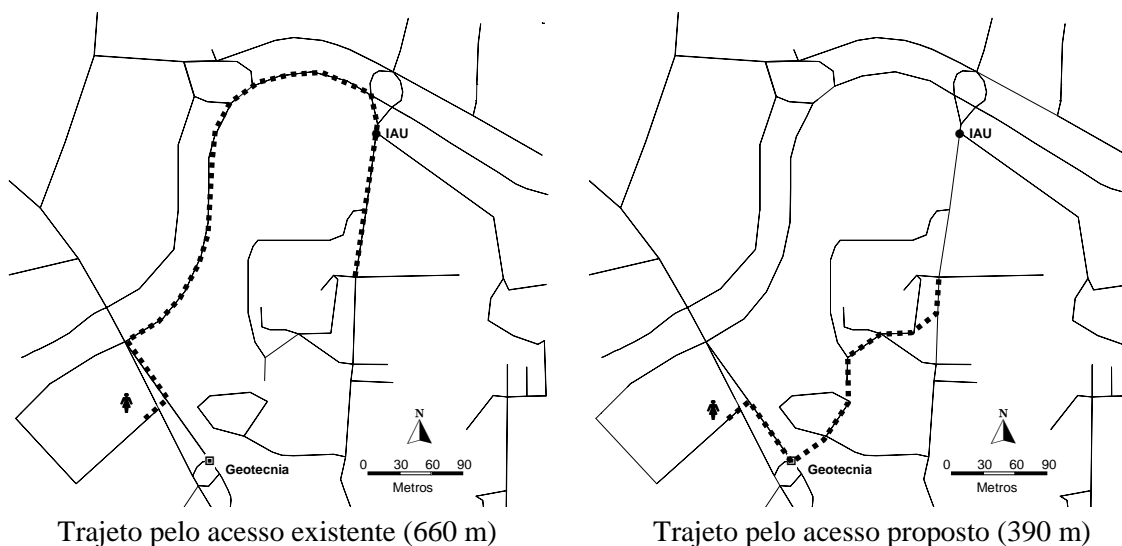 IAU
N
Geotecnia
0 30 60 90
Metros
Trajeto pelo acesso existente (660 m)
IAU
N
Geotecnia
0 30 60 90
Metros
Trajeto pelo acesso proposto (390 m)